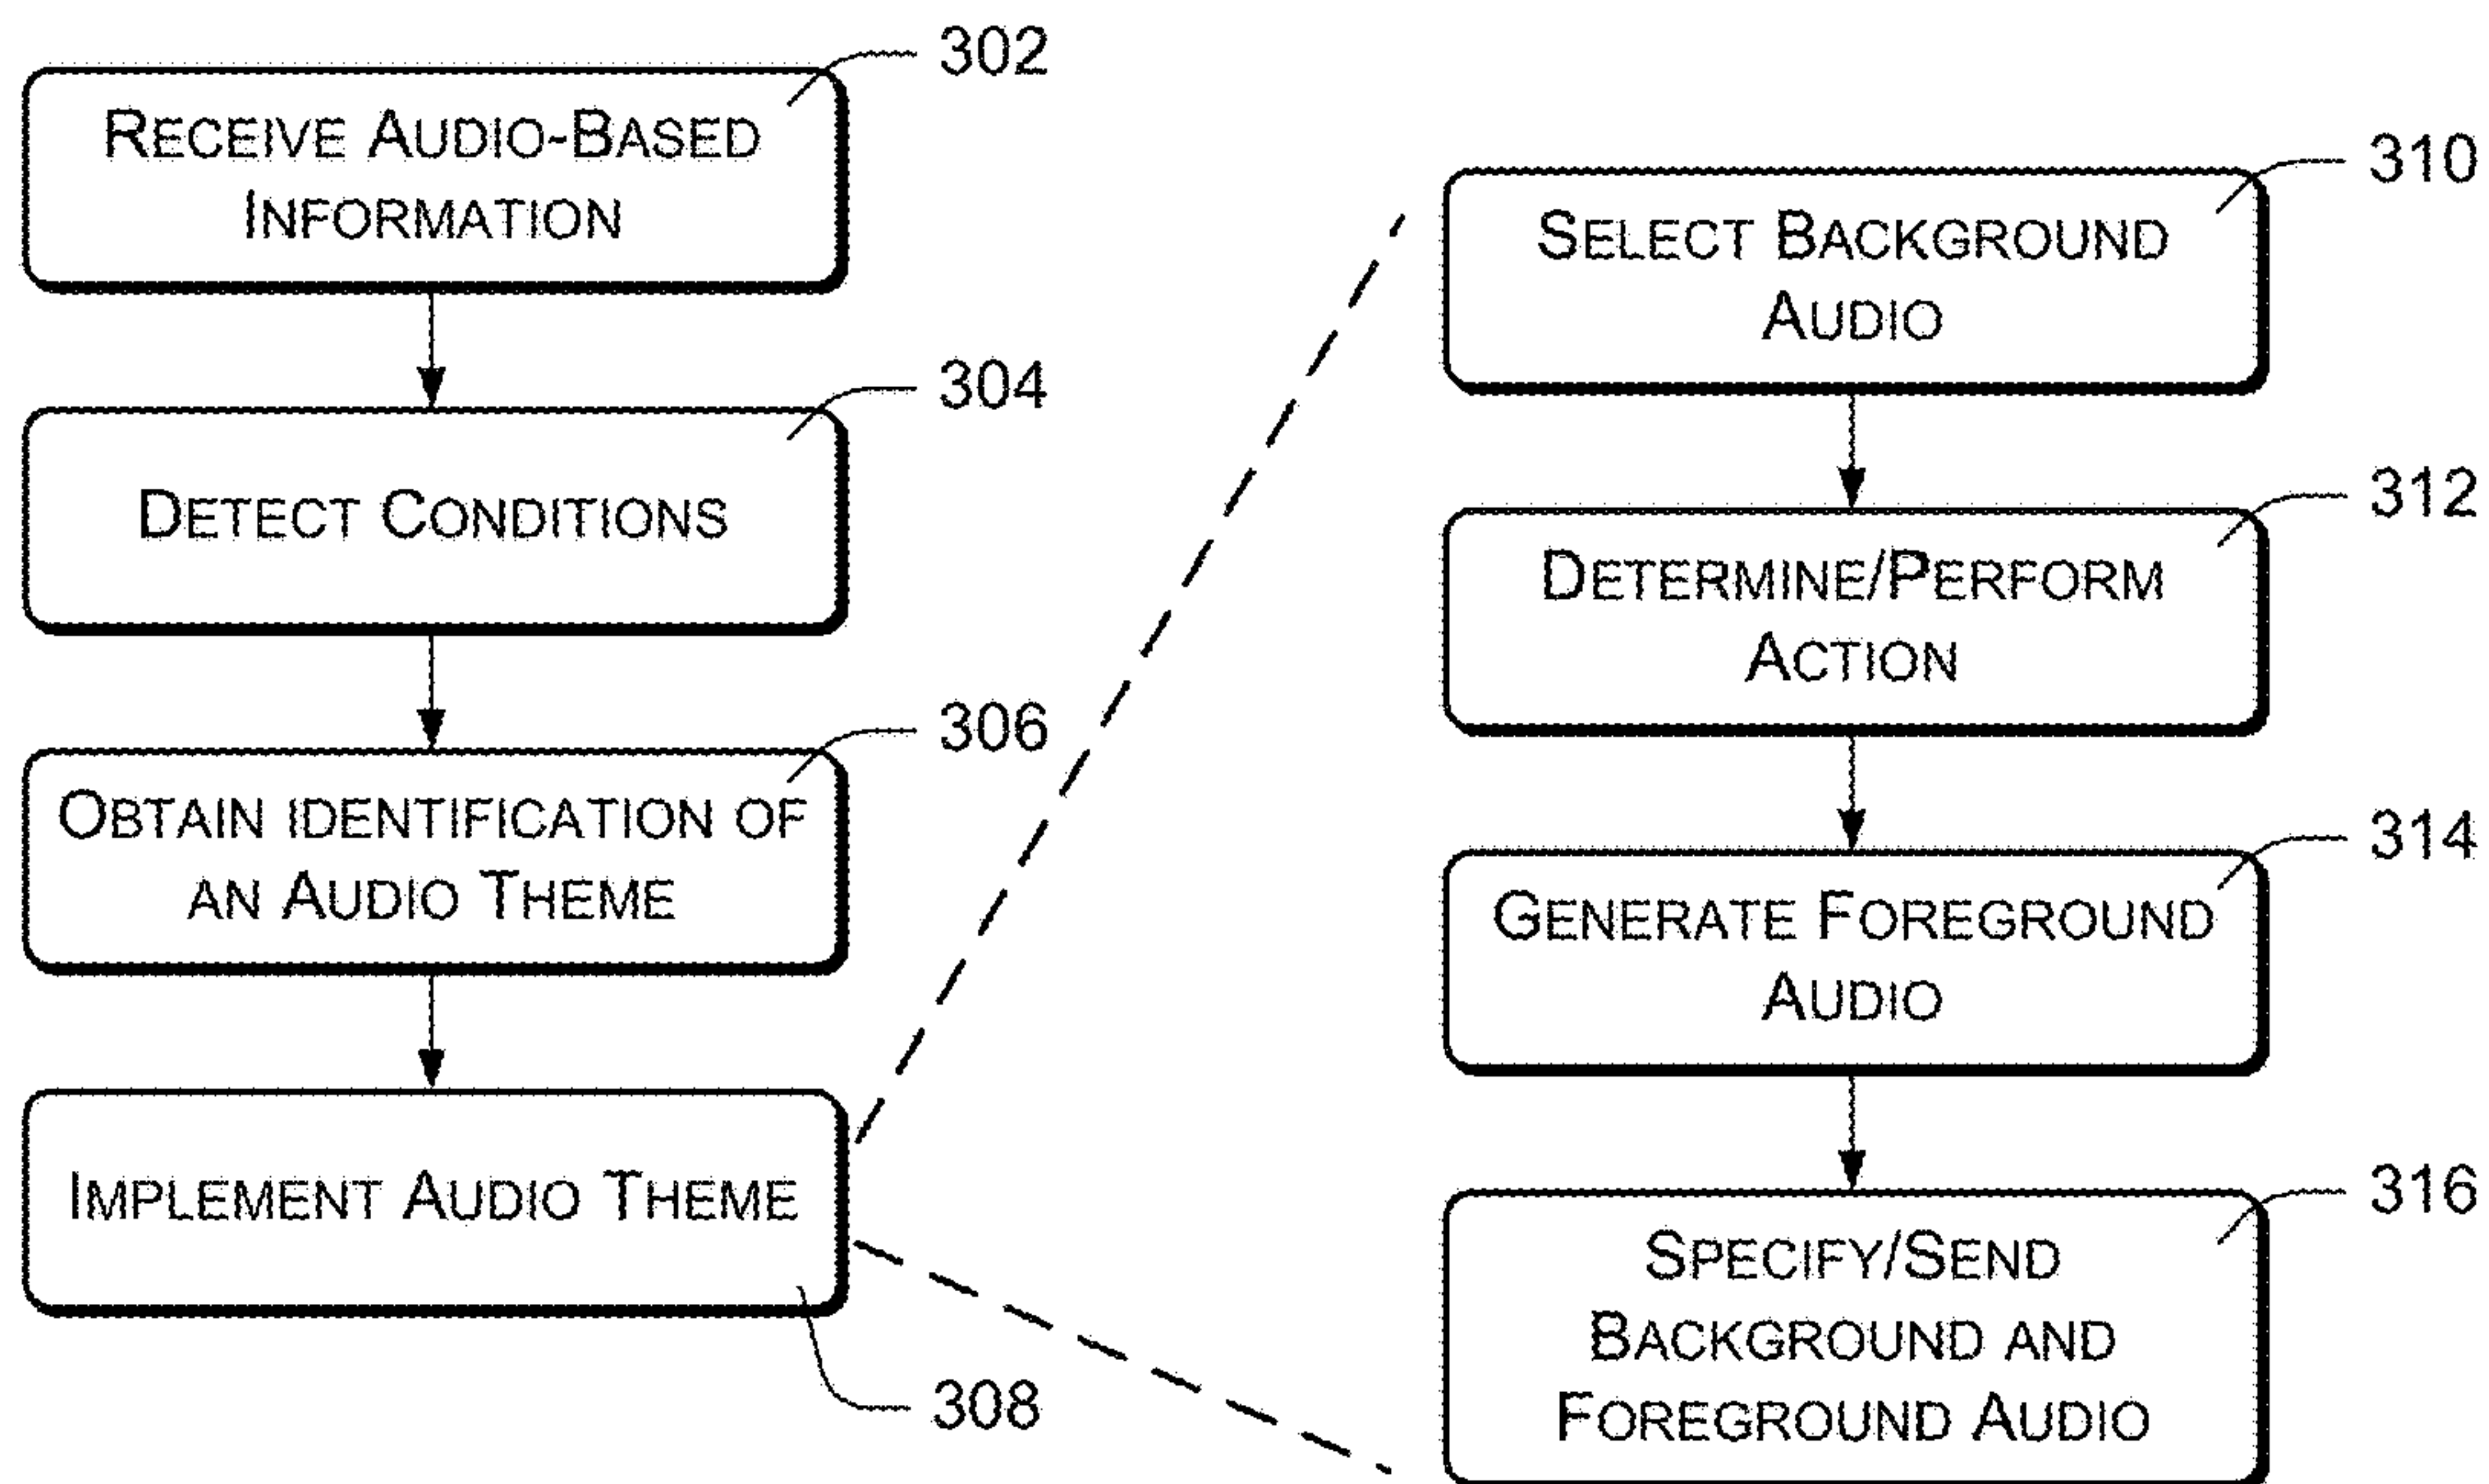 302
RECEIVE AUDIO-BASED
INFORMATION
304
DETECT CONDITIONS
306
OBTAIN IDENTIFICATION OF
AN AUDIO THEME
IMPLEMENT AUDIO THEME
308
310
SELECT BACKGROUND
AUDIO
312
DETERMINE/PERFORM
ACTION
314
GENERATE FOREGROUND
AUDIO
316
SPECIFY/SEND
BACKGROUND AND
FOREGROUND AUDIO